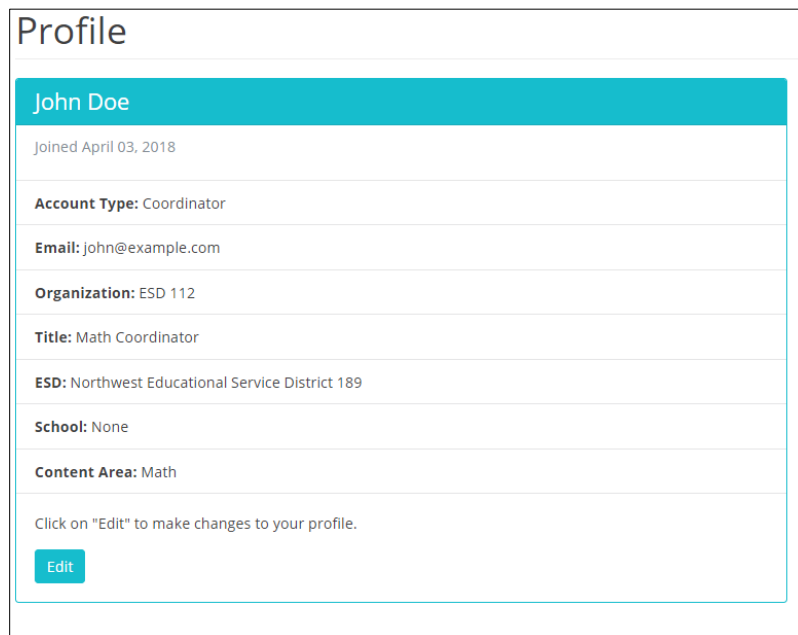 Profile
John Doe
Joined April 03, 2018
Account Type: Coordinator
Email: john@example.com
Organization: ESD 112
Title: Math Coordinator
ESD: Northwest Educational Service District 189
School: None
Content Area: Math
Click on "Edit" to make changes to your profile.
Edit